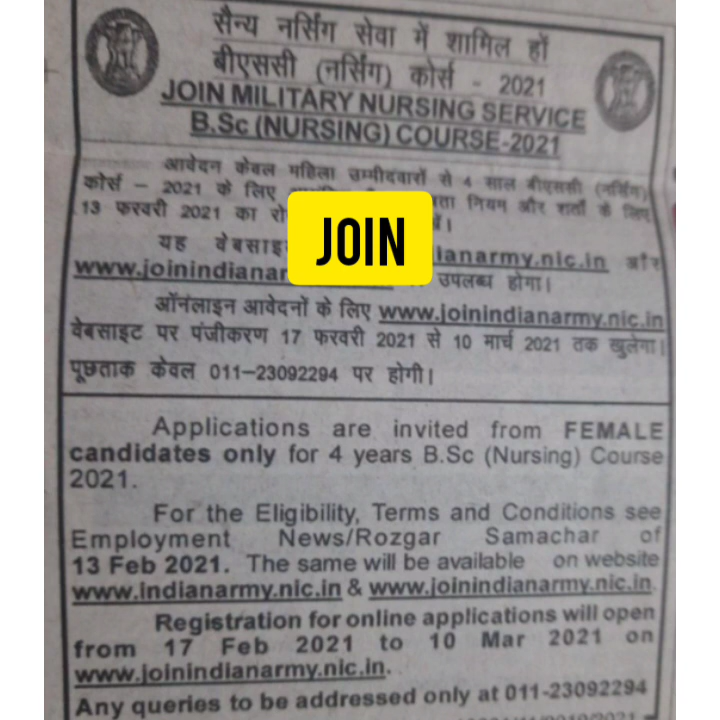 सैन्य नर्सिंग सेवा में शामिल हों
बीएससी (नर्सिंग) कोर्स - 2021
JOIN MILITARY NURSING SERVICE
B.Sc (NURSING) COURSE-2021
आवेदन केवल महिला उम्मीदवारों से 4 साल बीएससी (नर्सिंग)
कोर्स – 2021 के लिए नियम और शर्तों के लिए
13 फरवरी 2021 का
JOIN
यह ianarmy.nic.in और
www.joinindianar उपलब्ध होगा।
ऑनलाइन आवेदनों के लिए www.joinindianarmy.nic.in
वेबसाइट पर पंजीकरण 17 फरवरी 2021 से 10 मार्च 2021 तक खुलेगा।
पूछताक केवल 011–23092294 पर होगी।
Applications are invited from FEMALE
candidates only for 4 years B.Sc (Nursing) Course
2021.
For the Eligibility, Terms and Conditions see
Employment News/Rozgar Samachar of
13 Feb 2021. The same will be available on website
www.indianarmy.nic.in & www.joinindianarmy.nic.in.
Registration for online applications will open
from 17 Feb 2021 to 10 Mar 2021 on
www.joinindianarmy.nic.in.
Any queries to be addressed only at 011-23092294